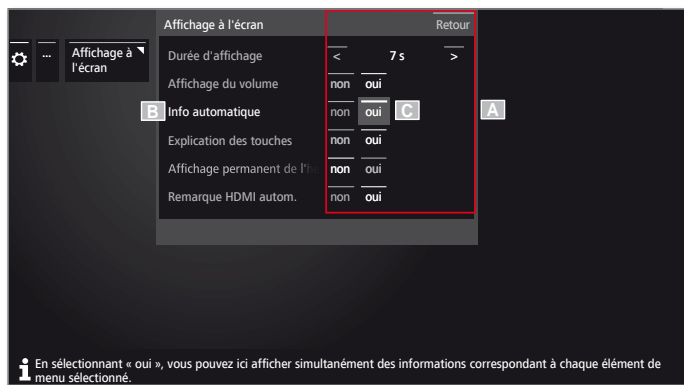 Affichage à l'écran Retour
... Affichage à l'écran
Durée d'affichage < 7 s >
Affichage du volume non oui
B Info automatique non oui C A
Explication des touches non oui
Affichage permanent de l'h non oui
Remarque HDMI autom. non oui
En sélectionnant « oui », vous pouvez ici afficher simultanément des informations correspondant à chaque élément de
menu sélectionné.